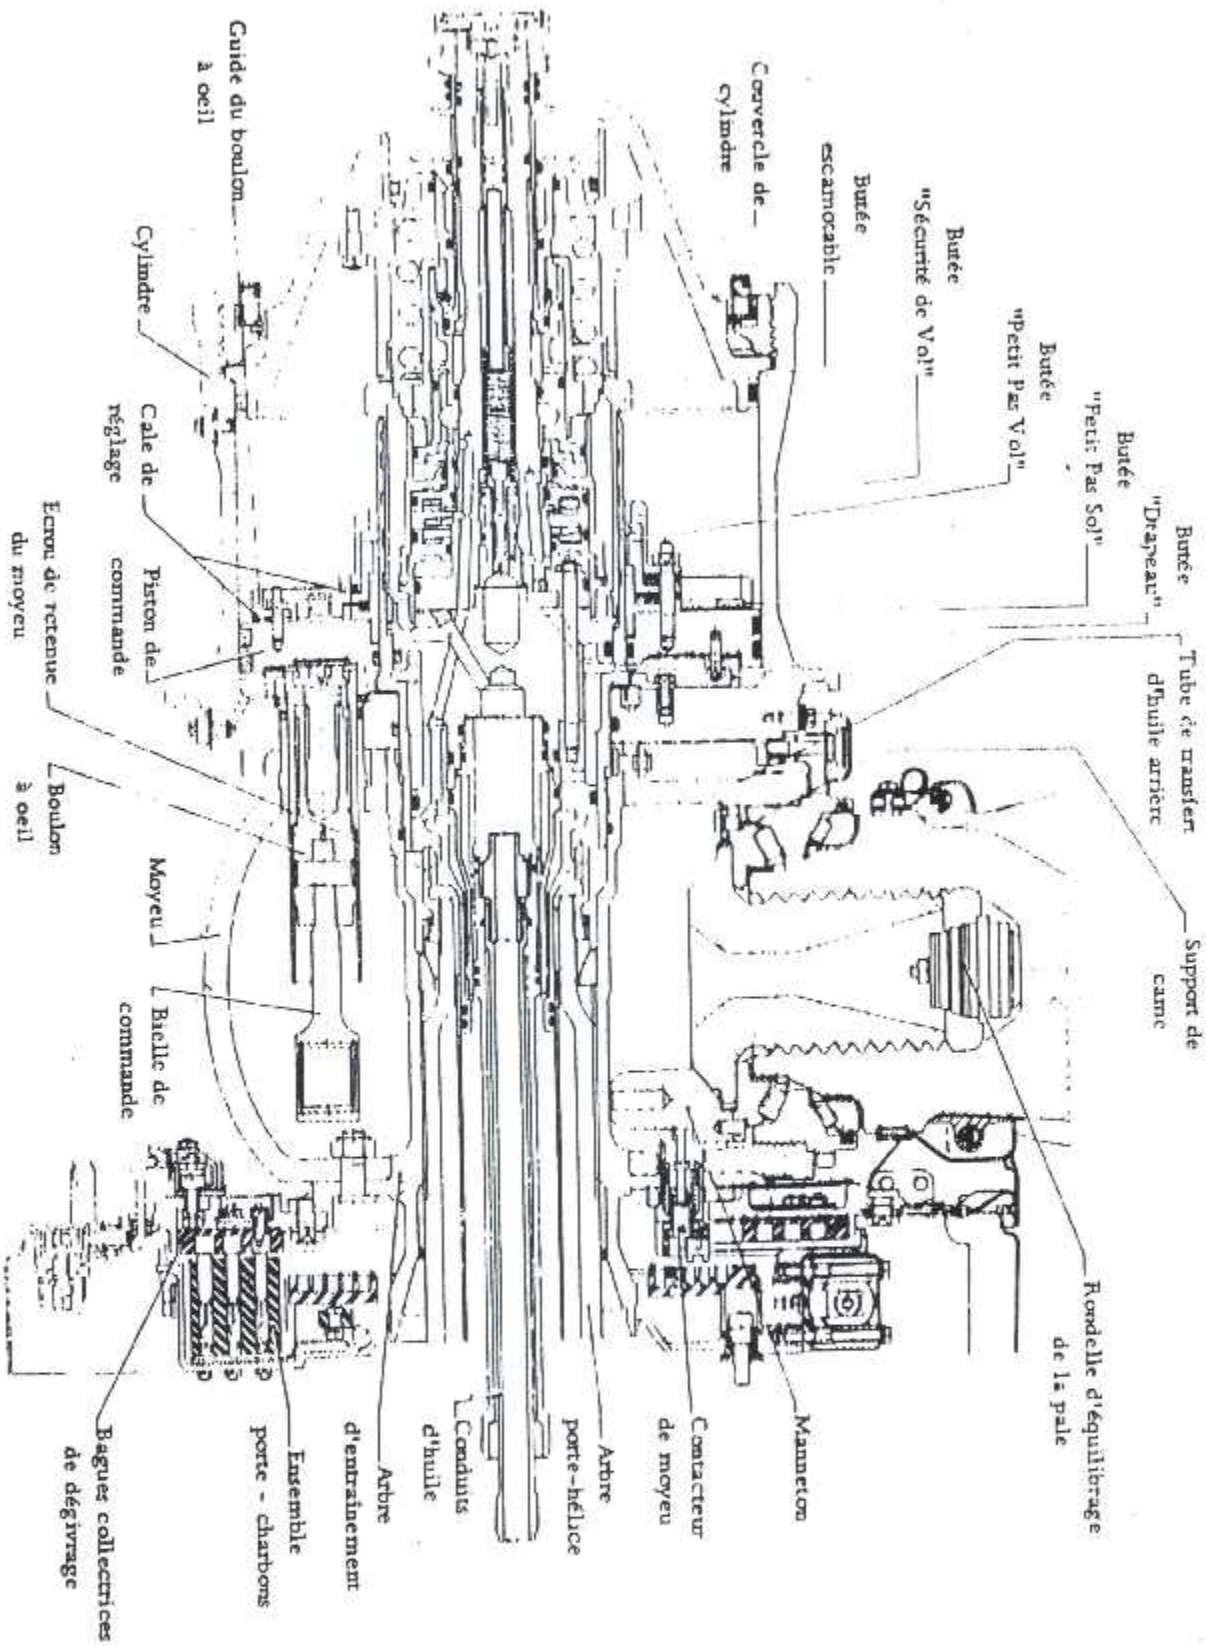 Couvercle de
cylindre
Butée
escamotable
Butée
"Sécurité de Vol"
Butée
"Petit Pas Vol"
Butée
"Petit Pas Sol"
Butée
"Drapeau"
Tube de transfert
d'huile arrière
Support de
came
Rondelle d'équilibrage
de la pale
Manneton
Contacteur
de moyeu
Arbre
porte-hélice
Conduits
d'huile
Arbre
d'entraînement
Ensemble
porte - charbons
Bagues collectrices
de dégivrage
Guide du boulon
à oeil
Cylindre
Cale de
réglage
Piston de
commande
Ecrou de retenue
du moyeu
Boulon
à oeil
Moyeu
Bielle de
commande